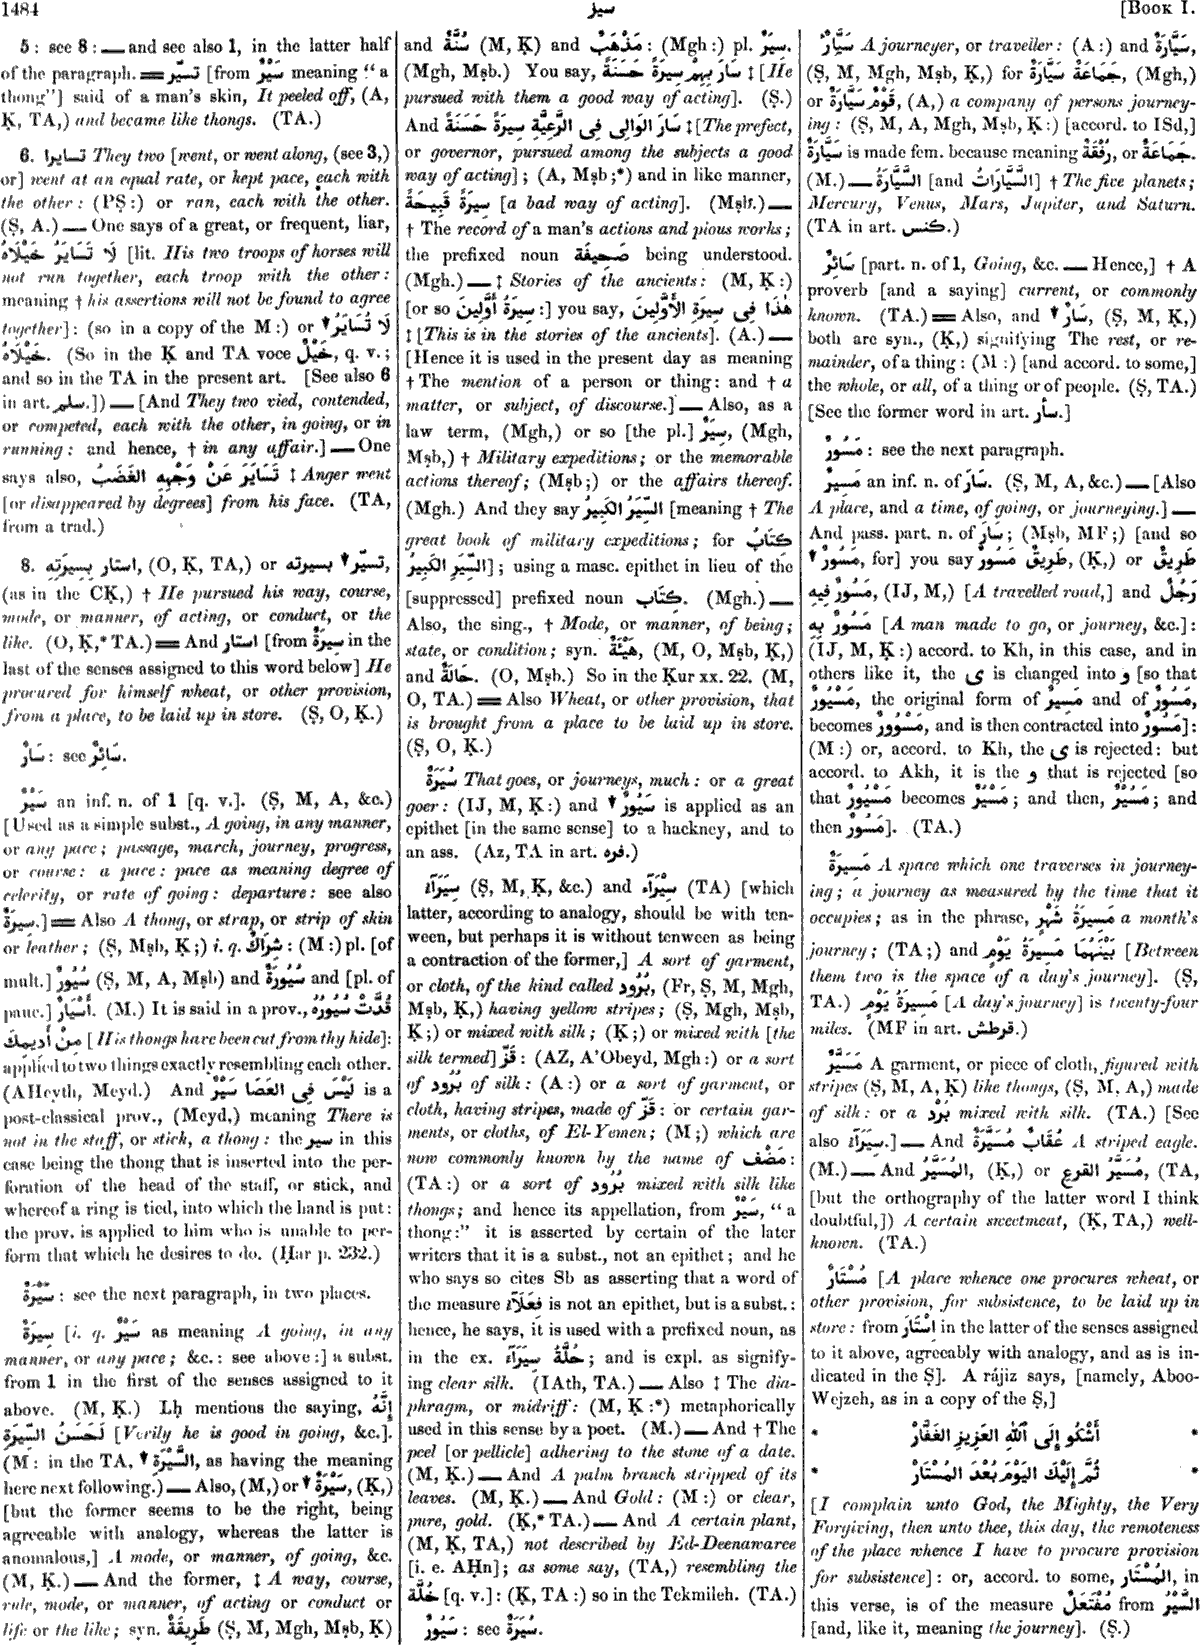 1484
سير
[Book I.
5: see 8: — and see also 1, in the latter half
of the paragraph. = تسيّر [from سَيْرٌ meaning "a
thong"] said of a man's skin, It peeled off, (A,
Ḳ, TA,) and became like thongs. (TA.)
6. تسايرا They two [went, or went along, (see 3,)
or] went at an equal rate, or kept pace, each with
the other: (PṢ:) or ran, each with the other.
(Ṣ, A.) — One says of a great, or frequent, liar,
لَا تَسَايَرُ خَيْلَاهُ [lit. His two troops of horses will
not run together, each troop with the other:
meaning † his assertions will not be found to agree
together]: (so in a copy of the M:) or لَا تُسَايَرُ
خَيْلَاهُ. (So in the Ḳ and TA voce خَيْلٌ, q. v.;
and so in the TA in the present art. [See also 6
in art. سلم.]) — [And They two vied, contended,
or competed, each with the other, in going, or in
running: and hence, † in any affair.] — One
says also, تَسَايَرَ عَنْ وَجْهِهِ الغَضَبُ ‡ Anger went
[or disappeared by degrees] from his face. (TA,
from a trad.)
8. استار بِسِيرَتِهِ, (O, Ḳ, TA,) or تسيّر بسيرته,
(as in the CḲ,) † He pursued his way, course,
mode, or manner, of acting, or conduct, or the
like. (O, Ḳ,* TA.) = And استار [from سِيرَةٌ in the
last of the senses assigned to this word below] He
procured for himself wheat, or other provision,
from a place, to be laid up in store. (Ṣ, O, Ḳ.)
سَارٌ: see سَائِرٌ.
سَيْرٌ an inf. n. of 1 [q. v.]. (Ṣ, M, A, &c.)
[Used as a simple subst., A going, in any manner,
or any pace; passage, march, journey, progress,
or course: a pace: pace as meaning degree of
celerity, or rate of going: departure: see also
سِيرَةٌ.] = Also A thong, or strap, or strip of skin
or leather; (Ṣ, Mṣb, Ḳ;) i. q. شِرَاكٌ: (M:) pl. [of
mult.] سُيُورٌ (Ṣ, M, A, Mṣb) and سُيُورَةٌ and [pl. of
pauc.] أَسْيَارٌ. (M.) It is said in a prov., قُدَّتْ سُيُورُهُ
مِنْ أَدِيمِكَ [His thongs have been cut from thy hide]:
applied to two things exactly resembling each other.
(AHeyth, Meyd.) And لَيْسَ فِى العَصَا سَيْرٌ is a
post-classical prov., (Meyd.) meaning There is
not in the staff, or stick, a thong: the سير in this
case being the thong that is inserted into the per-
foration of the head of the staff, or stick, and
whereof a ring is tied, into which the hand is put:
the prov. is applied to him who is unable to per-
form that which he desires to do. (Ḥar p. 232.)
سَيْرَةٌ: see the next paragraph, in two places.
سِيرَةٌ [i. q. سَيْرٌ as meaning A going, in any
manner, or any pace; &c.: see above:] a subst.
from 1 in the first of the senses assigned to it
above. (M, Ḳ.) Lḥ mentions the saying, إِنَّهُ
لَحَسَنُ السِّيرَةِ [Verily he is good in going, &c.].
(M: in the TA, السَّيْرَةِ, as having the meaning
here next following.) — Also, (M,) or سَيْرَةٌ, (Ḳ,)
[but the former seems to be the right, being
agreeable with analogy, whereas the latter is
anomalous,] A mode, or manner, of going, &c.
(M, Ḳ.) — And the former, ‡ A way, course,
rule, mode, or manner, of acting or conduct or
life or the like; syn. طَرِيقَةٌ (Ṣ, M, Mgh, Mṣb, Ḳ)
and سُنَّةٌ (M, Ḳ) and مَذْهَبٌ: (Mgh:) pl. سِيَرٌ.
(Mgh, Mṣb.) You say, سَارَ بِهِمْ سِيرَةً حَسَنَةً ‡ [He
pursued with them a good way of acting]. (Ṣ.)
And سَارَ الوَالِى فِى الرَّعِيَّةِ سِيرَةً حَسَنَةً ‡ [The prefect,
or governor, pursued among the subjects a good
way of acting]; (A, Mṣb;*) and in like manner,
سِيرَةً قَبِيحَةً [a bad way of acting]. (Mṣb.) —
† The record of a man's actions and pious works;
the prefixed noun صَحِيفَة being understood.
(Mgh.) — ‡ Stories of the ancients: (M, Ḳ:)
[or so سِيرَةُ أَوَّلِينَ:] you say, هٰذَا فِى سِيرَةِ الأَوَّلِينَ
‡ [This is in the stories of the ancients]. (A.) —
[Hence it is used in the present day as meaning
† The mention of a person or thing: and † a
matter, or subject, of discourse.] — Also, as a
law term, (Mgh,) or so [the pl.] سِيَرٌ, (Mgh,
Mṣb,) † Military expeditions; or the memorable
actions thereof; (Mṣb;) or the affairs thereof.
(Mgh.) And they say السِّيَرُ الكَبِيرُ [meaning † The
great book of military expeditions; for كِتَابُ
السِّيَرِ الكَبِيرُ]; using a masc. epithet in lieu of the
[suppressed] prefixed noun كِتَاب. (Mgh.) —
Also, the sing., † Mode, or manner, of being;
state, or condition; syn. هَيْئَةٌ, (M, O, Mṣb, Ḳ,)
and حَالَةٌ. (O, Mṣb.) So in the Ḳur xx. 22. (M,
O, TA.) = Also Wheat, or other provision, that
is brought from a place to be laid up in store.
(Ṣ, O, Ḳ.)
سُيَرَةٌ That goes, or journeys, much: or a great
goer: (IJ, M, Ḳ:) and سَيُورٌ is applied as an
epithet [in the same sense] to a hackney, and to
an ass. (Az, TA in art. فره.)
سِيَرَآءُ (Ṣ, M, Ḳ, &c.) and سِيْرَآءُ (TA) [which
latter, according to analogy, should be with ten-
ween, but perhaps it is without tenween as being
a contraction of the former,] A sort of garment,
or cloth, of the kind called بُرُود, (Fr, Ṣ, M, Mgh,
Mṣb, Ḳ,) having yellow stripes; (Ṣ, Mgh, Mṣb,
Ḳ;) or mixed with silk; (Ḳ;) or mixed with [the
silk termed] قَزّ: (AZ, A'Obeyd, Mgh:) or a sort
of بُرُود of silk: (A:) or a sort of garment, or
cloth, having stripes, made of قَزّ: or certain gar-
ments, or cloths, of El-Yemen; (M;) which are
now commonly known by the name of مُضَف:
(TA:) or a sort of بُرُود mixed with silk like
thongs; and hence its appellation, from سَيْرٌ, "a
thong:" it is asserted by certain of the later
writers that it is a subst., not an epithet; and he
who says so cites Sb as asserting that a word of
the measure فِعَلَآءُ is not an epithet, but is a subst.:
hence, he says, it is used with a prefixed noun, as
in the ex. حُلَّةُ سِيَرَآءَ; and is expl. as signify-
ing clear silk. (IAth, TA.) — Also ‡ The dia-
phragm, or midriff: (M, Ḳ:*) metaphorically
used in this sense by a poet. (M.) — And † The
peel [or pellicle] adhering to the stone of a date.
(M, Ḳ.) — And A palm branch stripped of its
leaves. (M, Ḳ.) — And Gold: (M:) or clear,
pure, gold. (Ḳ,* TA.) — And A certain plant,
(M, Ḳ, TA,) not described by Ed-Deenawaree
[i. e. AḤn]; as some say, (TA,) resembling the
خُلَّة [q. v.]: (Ḳ, TA:) so in the Tekmileh. (TA.)
سَيُورٌ: see سُيَرَةٌ.
سَيَّارٌ A journeyer, or traveller: (A:) and سَيَّارَةٌ,
(Ṣ, M, Mgh, Mṣb, Ḳ,) for جَمَاعَةٌ سَيَّارَةٌ, (Mgh,)
or قَوْمٌ سَيَّارَةٌ, (A,) a company of persons journey-
ing: (Ṣ, M, A, Mgh, Mṣb, Ḳ:) [accord. to ISd,]
سَيَّارَةٌ is made fem. because meaning رُفْقَةٌ, or جَمَاعَةٌ.
(M.) — السَّيَّارَةُ [and السَّيَّارَاتُ] † The five planets;
Mercury, Venus, Mars, Jupiter, and Saturn.
(TA in art. كنس.)
سَائِرٌ [part. n. of 1, Going, &c. — Hence,] † A
proverb [and a saying] current, or commonly
known. (TA.) = Also, and سَارٌ, (Ṣ, M, Ḳ,)
both are syn., (Ḳ,) signifying The rest, or re-
mainder, of a thing: (M:) [and accord. to some,]
the whole, or all, of a thing or of people. (Ṣ, TA.)
[See the former word in art. سأر.]
مَسُورٌ: see the next paragraph.
مَسِيرٌ an inf. n. of سَارَ. (Ṣ, M, A, &c.) — [Also
A place, and a time, of going, or journeying.] —
And pass. part. n. of سَارَ; (Mṣb, MF;) [and so
مَسُورٌ, for] you say طَرِيقٌ مَسُورٌ, (Ḳ,) or طَرِيقٌ
مَسُورٌ فِيهِ, (IJ, M,) [A travelled road,] and رَجُلٌ
مَسُورٌ بِهِ [A man made to go, or journey, &c.]:
(IJ, M, Ḳ:) accord. to Kh, in this case, and in
others like it, the ى is changed into و [so that
مَسْيُورٌ, the original form of مَسِيرٌ and of مَسُورٌ,
becomes مَسْوُورٌ, and is then contracted into مَسُورٌ]:
(M:) or, accord. to Kh, the ى is rejected: but
accord. to Akh, it is the و that is rejected [so
that مَسْيُورٌ becomes مَسْيُرٌ; and then, مَسُيْرٌ; and
then مَسُورٌ]. (TA.)
مَسِيرَةٌ A space which one traverses in journey-
ing; a journey as measured by the time that it
occupies; as in the phrase, مَسِيرَةُ شَهْرٍ a month's
journey; (TA;) and بَيْنَهُمَا مَسِيرَةُ يَوْمٍ [Between
them two is the space of a day's journey]. (Ṣ,
TA.) مَسِيرَةُ يَوْمٍ [A day's journey] is twenty-four
miles. (MF in art. قرطش.)
مُسَيَّرٌ A garment, or piece of cloth, figured with
stripes (Ṣ, M, A, Ḳ) like thongs, (Ṣ, M, A,) made
of silk: or a بُرْد mixed with silk. (TA.) [See
also سِيَرَآءُ.] — And عُقَابٌ مُسَيَّرَةٌ A striped eagle.
(M.) — And المُسَيَّرُ, (Ḳ,) or مُسَيَّرُ القرع, (TA,
[but the orthography of the latter word I think
doubtful,]) A certain sweetmeat, (Ḳ, TA,) well-
known. (TA.)
مُسْتَارٌ [A place whence one procures wheat, or
other provision, for subsistence, to be laid up in
store: from اِسْتَارَ in the latter of the senses assigned
to it above, agreeably with analogy, and as is in-
dicated in the Ṣ]. A rájiz says, [namely, Aboo-
Wejzeh, as in a copy of the Ṣ,]
* أَشْكُو إِلَى ٱللّٰهِ العَزِيزِ الغَفَّارْ *
* ثُمَّ إِلَيْكَ اليَوْمَ بُعْدَ المُسْتَارْ *
[I complain unto God, the Mighty, the Very
Forgiving, then unto thee, this day, the remoteness
of the place whence I have to procure provision
for subsistence]: or, accord. to some, المُسْتَار, in
this verse, is of the measure مُفْتَعَلٌ from السَّيْرُ
[and, like it, meaning the journey]. (Ṣ.)